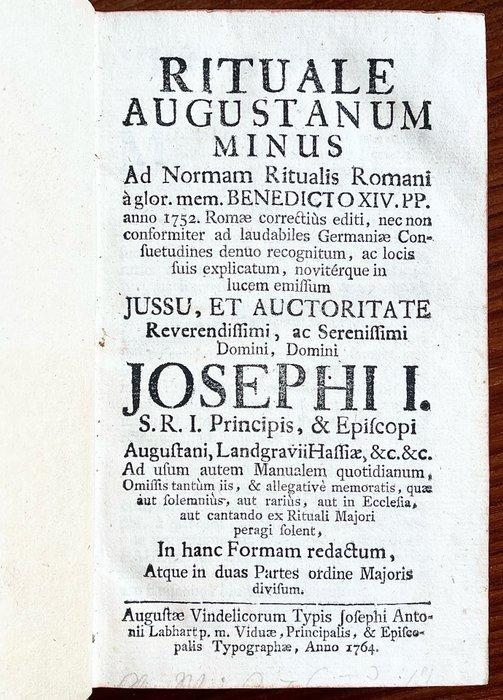 RITUALE
AUGUSTANUM
MINUS
Ad Normam Ritualis Romani
à glor. mem. BENEDICTO XIV. PP.
anno 1752. Romæ correctiùs editi, nec non
conformiter ad laudabiles Germaniæ Con-
ſuetudines denuo recognitum, ac locis
ſuis explicatum, novitérque in
lucem emiſſum
JUSSU, ET AUCTORITATE
Reverendiſſimi, ac Sereniſſimi
Domini, Domini
JOSEPHI I.
S. R. I. Principis, & Epiſcopi
Auguſtani, Landgravii Haſſiæ, &c. &c.
Ad uſum autem Manualem quotidianum,
Omiſſis tantùm iis, & allegativè memoratis, quæ
aut ſolemnius, aut rariùs, aut in Eccleſia,
aut cantando ex Rituali Majori
peragi ſolent,
In hanc Formam redactum,
Atque in duas Partes ordine Majoris
diviſum.
Auguſtæ Vindelicorum Typis Joſephi Anto-
nii Labhart p. m. Viduæ, Principalis, & Epiſco-
palis Typographæ, Anno 1764.